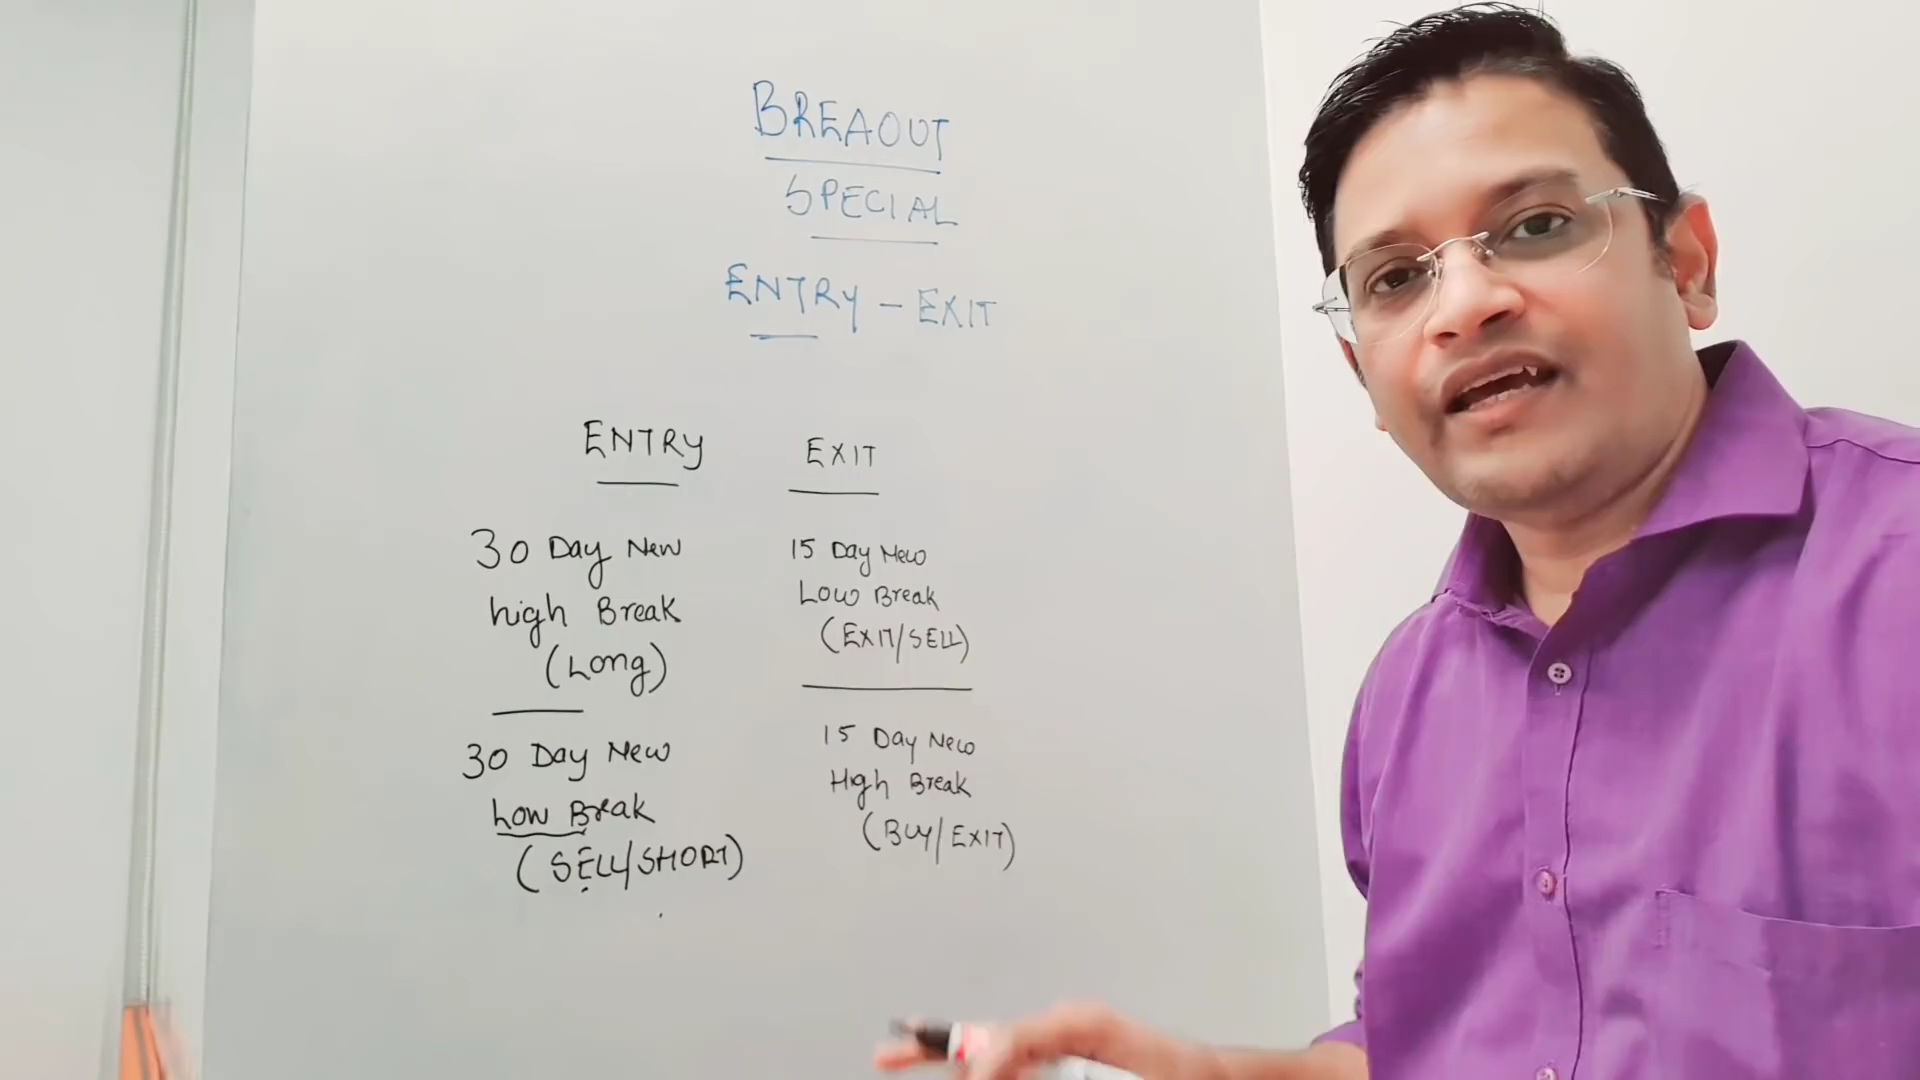 BREAOUT
SPECIAL
ENTRY - EXIT
ENTRY
30 Day New
high Break
(Long)
30 Day New
Low Break
(SELL/SHORT)
EXIT
15 Day New
Low Break
(EXIT/SELL)
15 Day New
High Break
(BUY/EXIT)